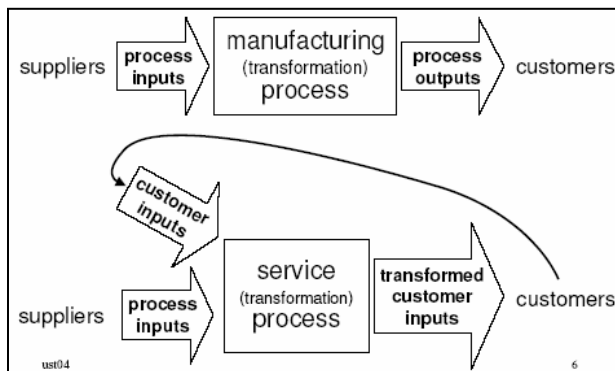 suppliers
process
inputs
manufacturing
(transformation)
process
process
outputs
customers
customer
inputs
suppliers
process
inputs
service
(transformation)
process
transformed
customer
inputs
customers
ust04
6